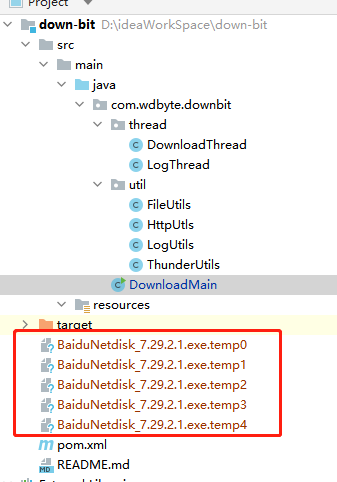 Project
down-bit D:\ideaWorkSpace\down-bit
src
main
java
com.wdbyte.downbit
thread
DownloadThread
LogThread
util
FileUtils
HttpUtls
LogUtils
ThunderUtils
DownloadMain
resources
target
BaiduNetdisk_7.29.2.1.exe.temp0
BaiduNetdisk_7.29.2.1.exe.temp1
BaiduNetdisk_7.29.2.1.exe.temp2
BaiduNetdisk_7.29.2.1.exe.temp3
BaiduNetdisk_7.29.2.1.exe.temp4
pom.xml
README.md